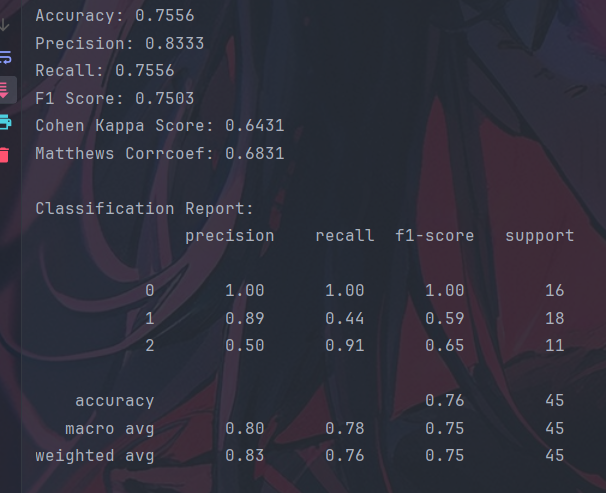 Accuracy: 0.7556
Precision: 0.8333
Recall: 0.7556
F1 Score: 0.7503
Cohen Kappa Score: 0.6431
Matthews Corrcoef: 0.6831
Classification Report:
precision recall f1-score support
0 1.00 1.00 1.00 16
1 0.89 0.44 0.59 18
2 0.50 0.91 0.65 11
accuracy 0.76 45
macro avg 0.80 0.78 0.75 45
weighted avg 0.83 0.76 0.75 45